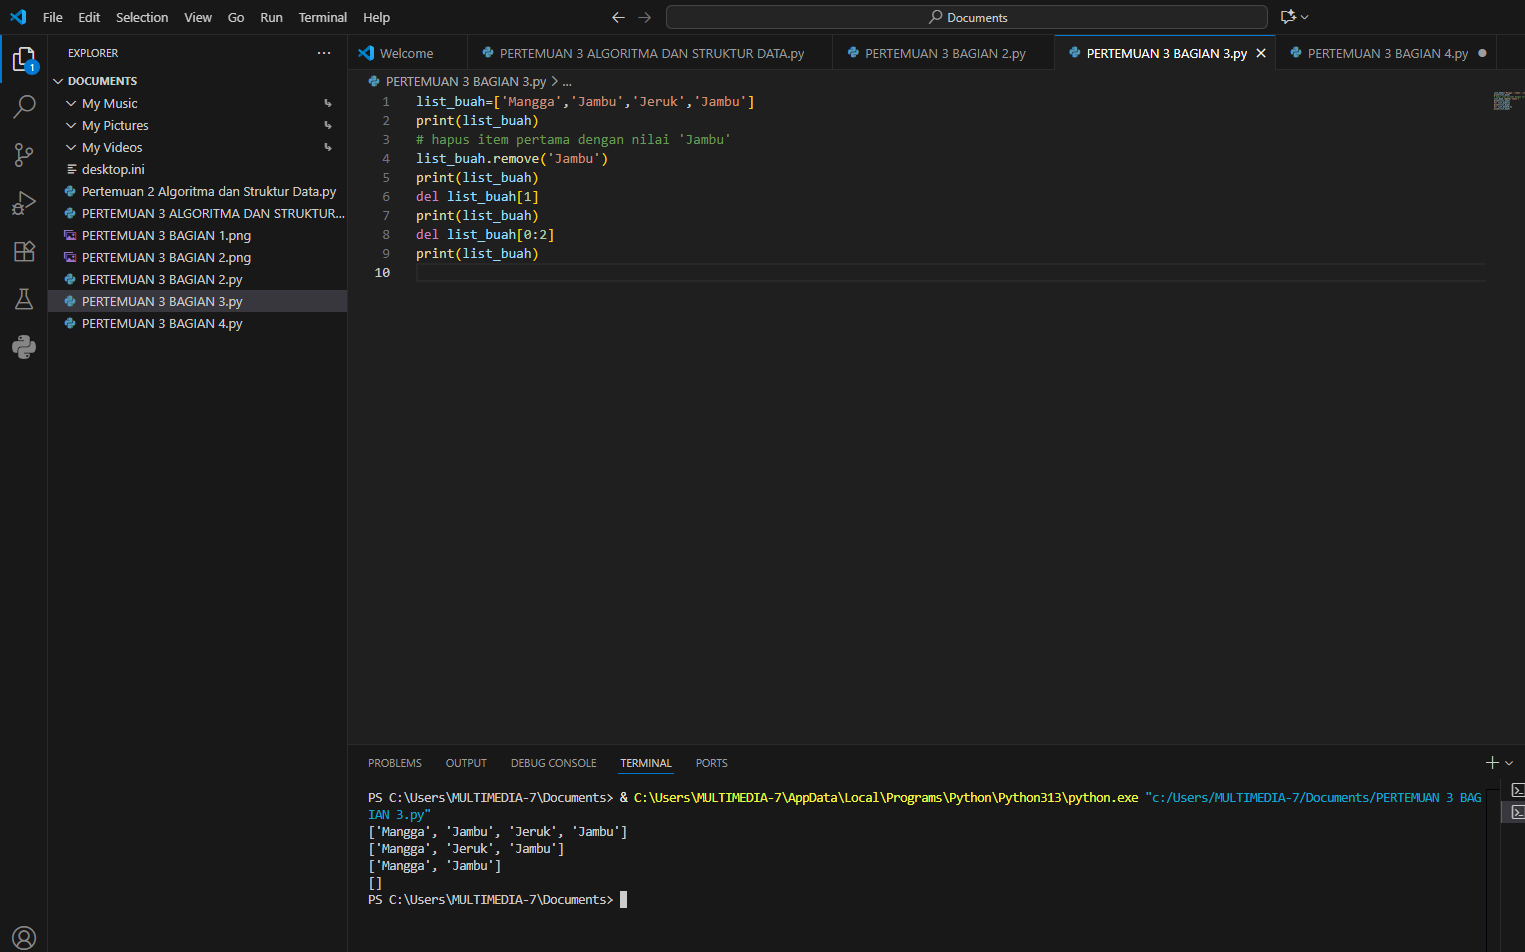 File Edit Selection View Go Run Terminal Help
Documents
EXPLORER
1
DOCUMENTS
My Music
My Pictures
My Videos
desktop.ini
Pertemuan 2 Algoritma dan Struktur Data.py
PERTEMUAN 3 ALGORITMA DAN STRUKTUR...
PERTEMUAN 3 BAGIAN 1.png
PERTEMUAN 3 BAGIAN 2.png
PERTEMUAN 3 BAGIAN 2.py
PERTEMUAN 3 BAGIAN 3.py
PERTEMUAN 3 BAGIAN 4.py
Welcome PERTEMUAN 3 ALGORITMA DAN STRUKTUR DATA.py PERTEMUAN 3 BAGIAN 2.py PERTEMUAN 3 BAGIAN 3.py PERTEMUAN 3 BAGIAN 4.py
PERTEMUAN 3 BAGIAN 3.py > ...
1 list_buah=['Mangga','Jambu','Jeruk','Jambu']
2 print(list_buah)
3 # hapus item pertama dengan nilai 'Jambu'
4 list_buah.remove('Jambu')
5 print(list_buah)
6 del list_buah[1]
7 print(list_buah)
8 del list_buah[0:2]
9 print(list_buah)
10
PROBLEMS OUTPUT DEBUG CONSOLE TERMINAL PORTS
PS C:\Users\MULTIMEDIA-7\Documents> & C:\Users\MULTIMEDIA-7\AppData\Local\Programs\Python\Python313\python.exe "c:/Users/MULTIMEDIA-7/Documents/PERTEMUAN 3 BAG
IAN 3.py"
['Mangga', 'Jambu', 'Jeruk', 'Jambu']
['Mangga', 'Jeruk', 'Jambu']
['Mangga', 'Jambu']
[]
PS C:\Users\MULTIMEDIA-7\Documents>